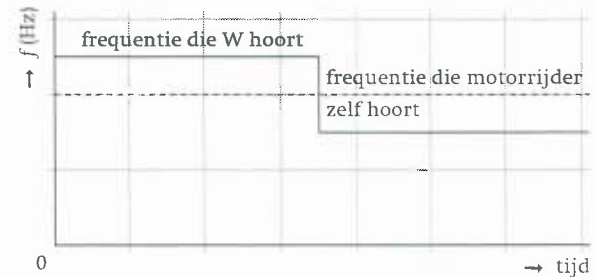 f (Hz)
frequentie die W hoort
frequentie die motorrijder
zelf hoort
0
→ tijd